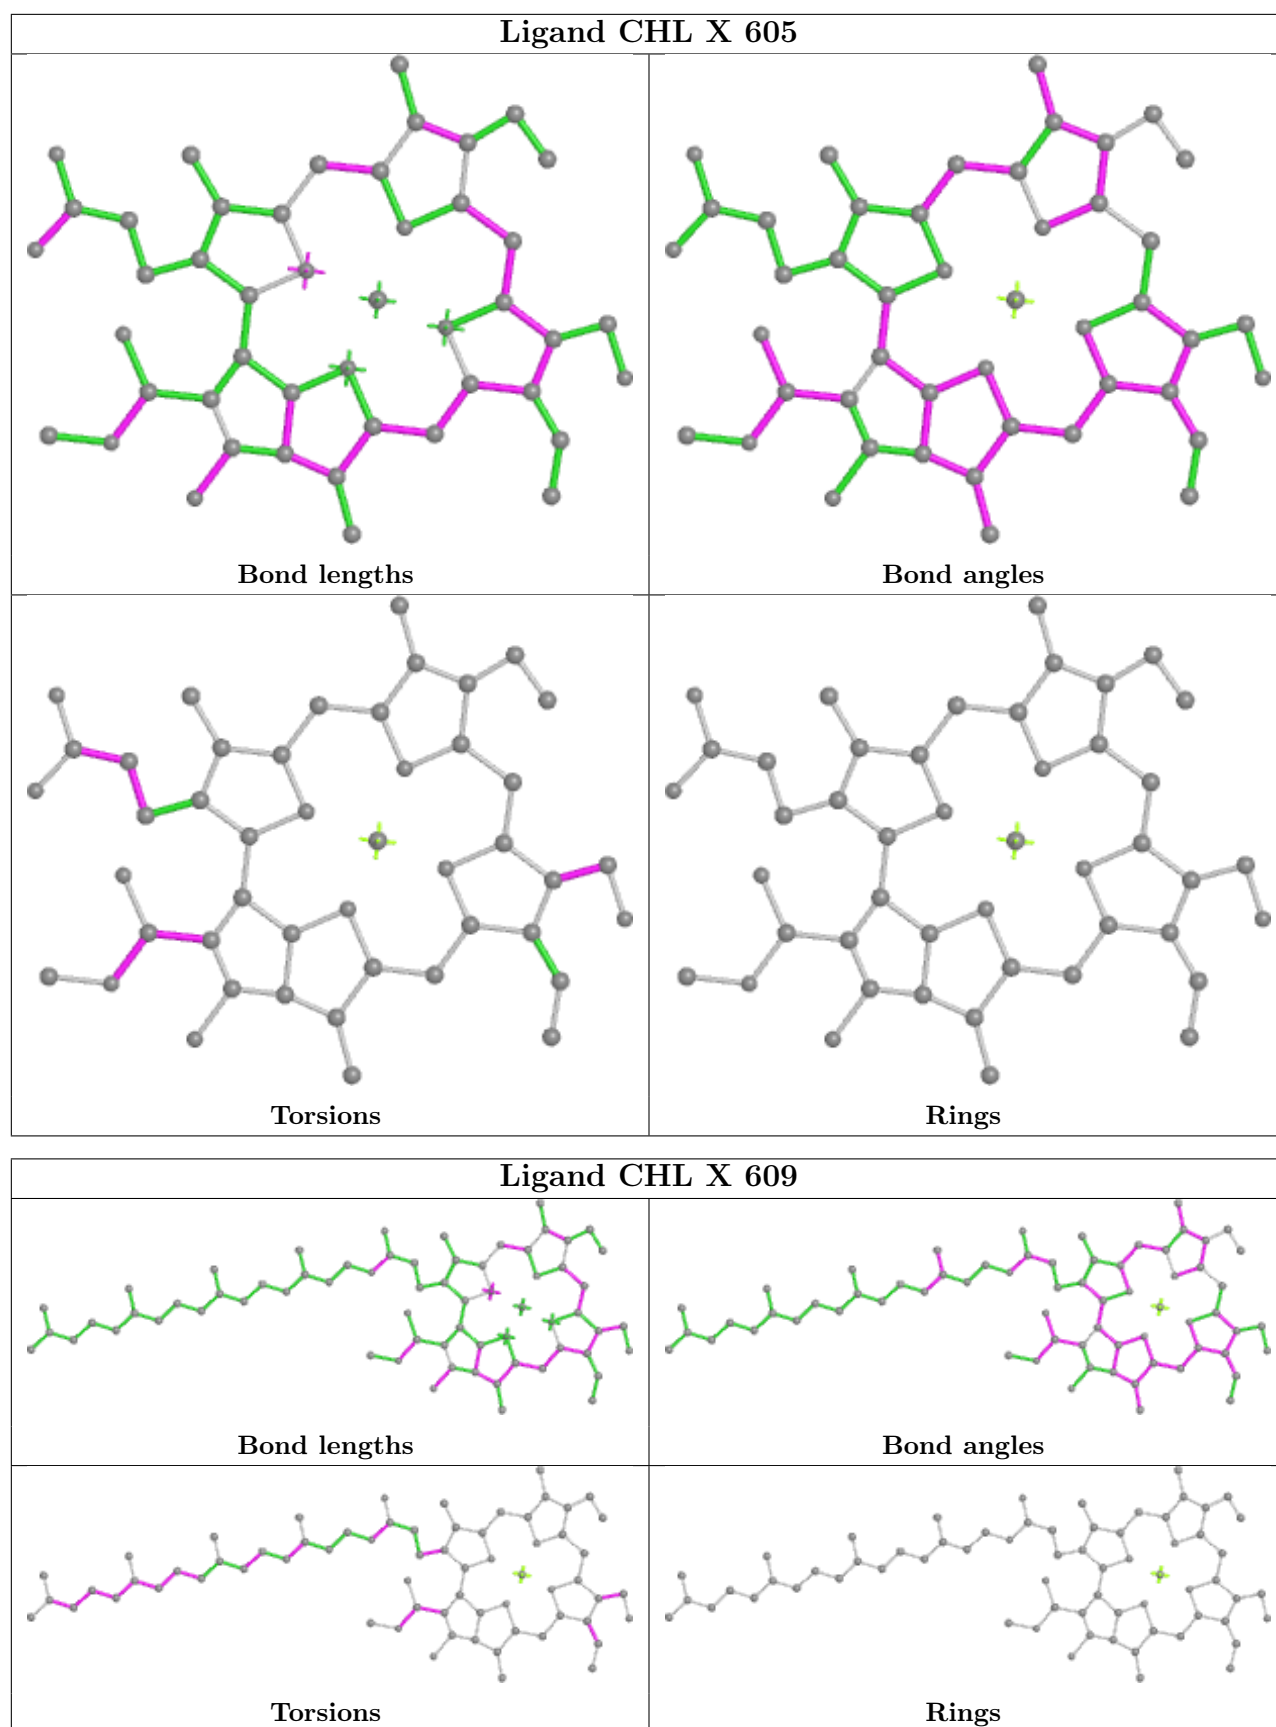 Ligand CHL X 605
Bond lengths
Bond angles
Torsions
Rings
Ligand CHL X 609
Bond lengths
Bond angles
Torsions
Rings